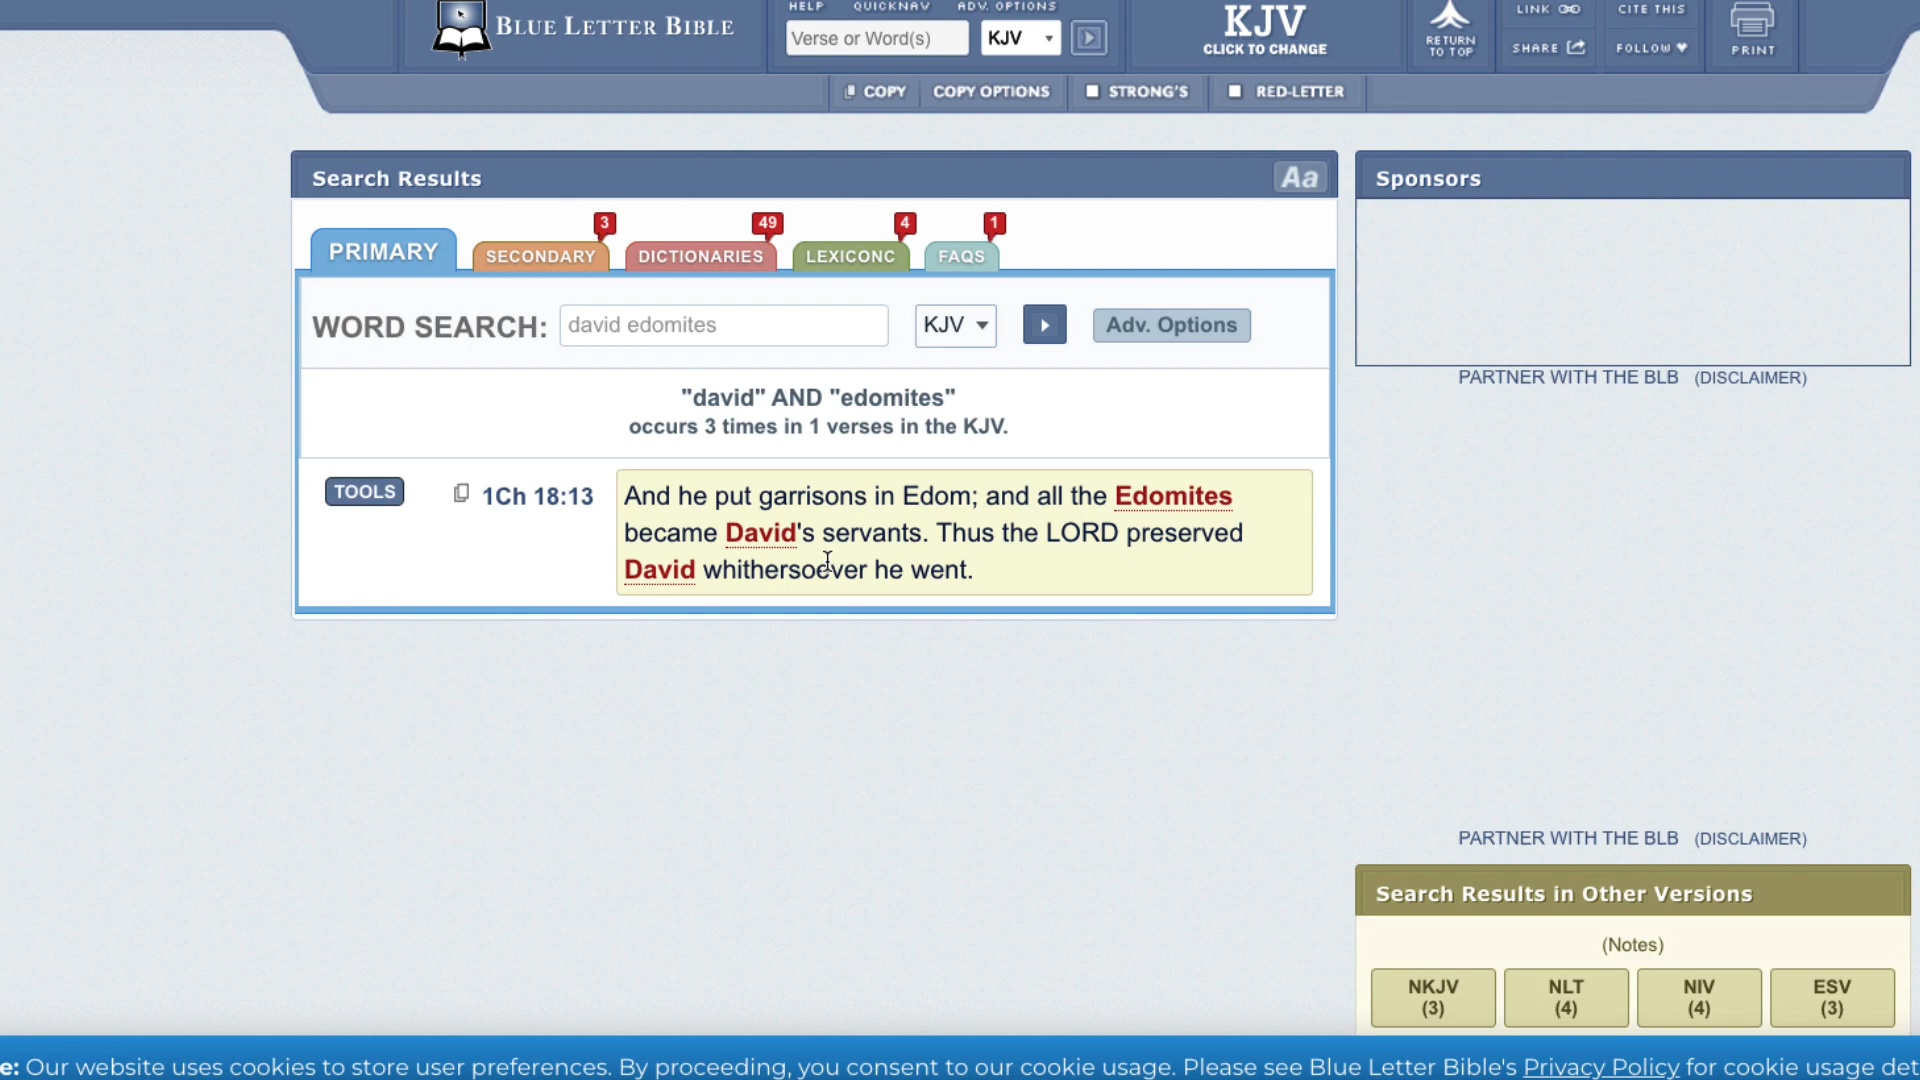 BLUE LETTER BIBLE
HELP QUICKNAV ADV. OPTIONS
Verse or Word(s) KJV
KJV
CLICK TO CHANGE
RETURN
TO TOP
LINK
CITE THIS
SHARE
FOLLOW
PRINT
COPY COPY OPTIONS STRONG'S RED-LETTER
Search Results
Aa
Sponsors
3 49 4 1
PRIMARY SECONDARY DICTIONARIES LEXICONC FAQS
WORD SEARCH: david edomites KJV Adv. Options
"david" AND "edomites"
occurs 3 times in 1 verses in the KJV.
PARTNER WITH THE BLB (DISCLAIMER)
TOOLS 1Ch 18:13
And he put garrisons in Edom; and all the Edomites
became David's servants. Thus the LORD preserved
David whithersoever he went.
PARTNER WITH THE BLB (DISCLAIMER)
Search Results in Other Versions
(Notes)
NKJV NLT NIV ESV
(3) (4) (4) (3)
e: Our website uses cookies to store user preferences. By proceeding, you consent to our cookie usage. Please see Blue Letter Bible's Privacy Policy for cookie usage det